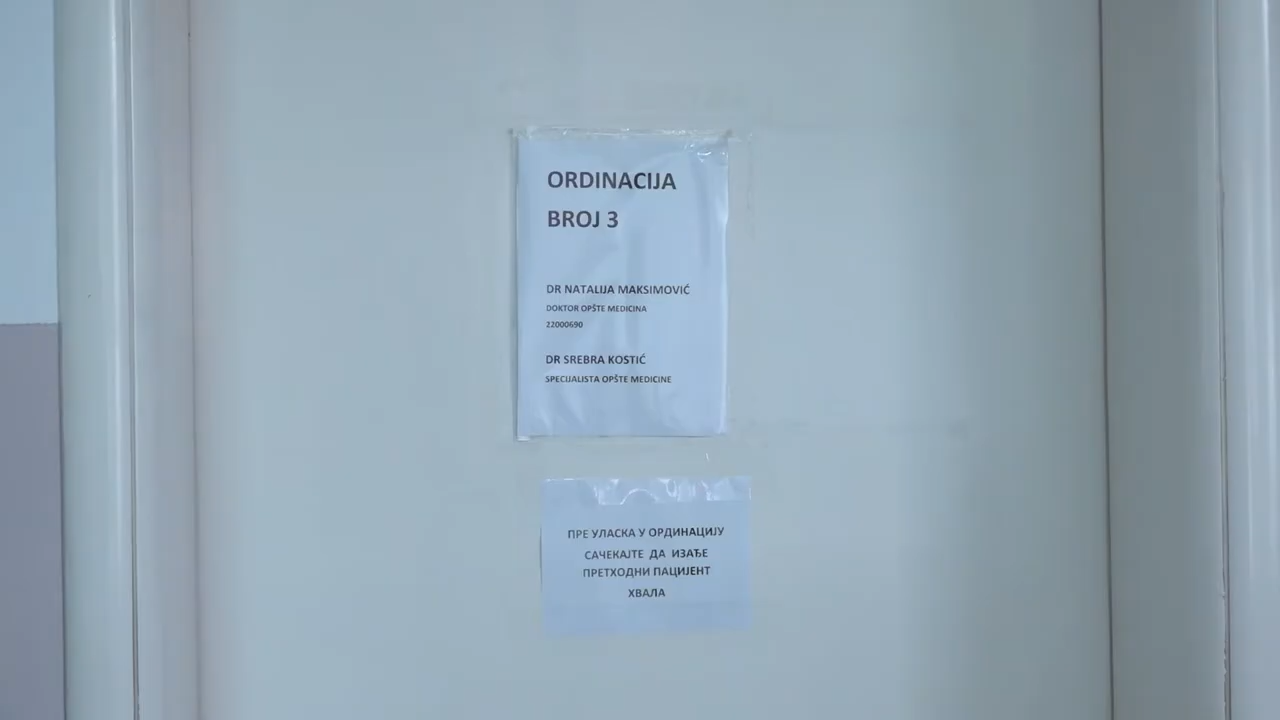 ORDINACIJA
BROJ 3
DR NATALIJA MAKSIMOVIĆ
DOKTOR OPŠTE MEDICINA
22000690
DR SREBRA KOSTIĆ
SPECIJALISTA OPŠTE MEDICINE
ПРЕ УЛАСКА У ОРДИНАЦИЈУ
САЧЕКАЈТЕ ДА ИЗАЂЕ
ПРЕТХОДНИ ПАЦИЈЕНТ
ХВАЛА